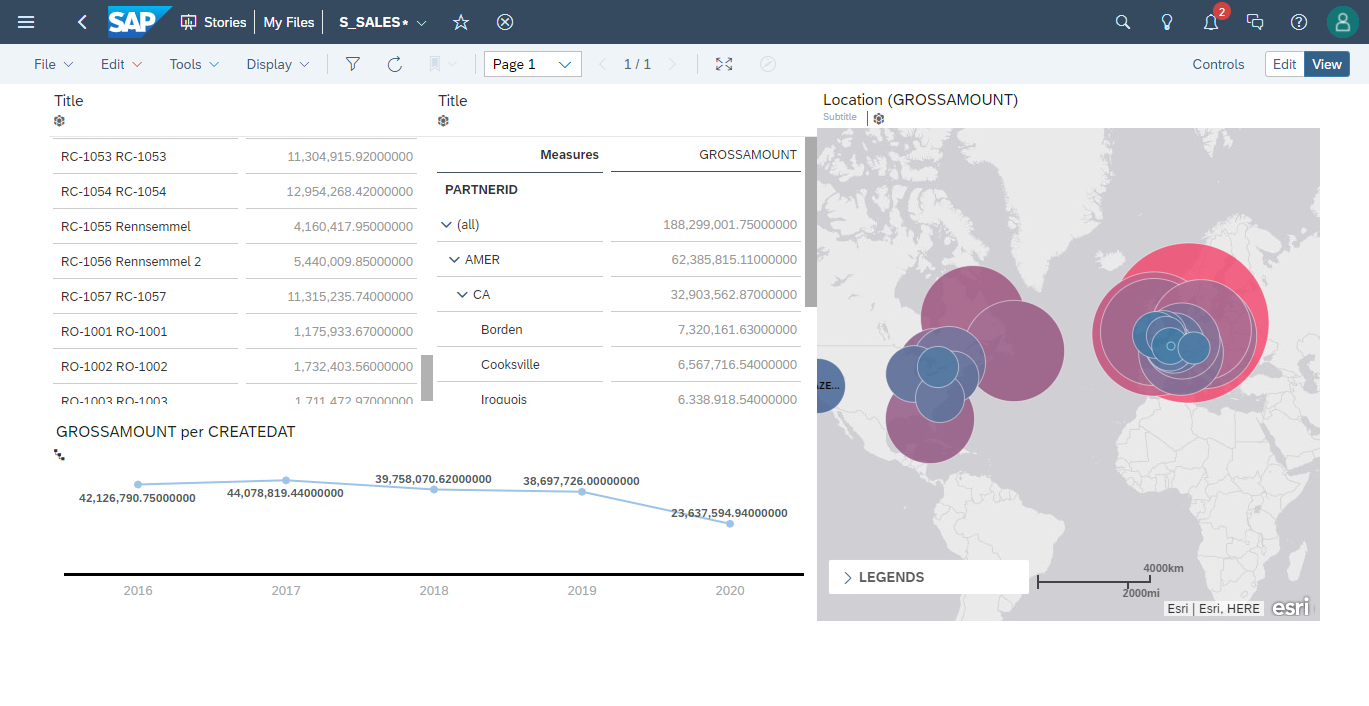 SAP Stories My Files S_SALES* 2
File Edit Tools Display Page 1 1 / 1 Controls Edit View
Title
RC-1053 RC-1053 11,304,915.92000000
RC-1054 RC-1054 12,954,268.42000000
RC-1055 Rennsemmel 4,160,417.95000000
RC-1056 Rennsemmel 2 5,440,009.85000000
RC-1057 RC-1057 11,315,235.74000000
RO-1001 RO-1001 1,175,933.67000000
RO-1002 RO-1002 1,732,403.56000000
RO-1003 RO-1003 1,711,472.97000000
Title
Measures GROSSAMOUNT
PARTNERID
(all) 188,299,001.75000000
AMER 62,385,815.11000000
CA 32,903,562.87000000
Borden 7,320,161.63000000
Cooksville 6,567,716.54000000
Iroquois 6,338,918.54000000
GROSSAMOUNT per CREATEDAT
42,126,790.75000000
44,078,819.44000000
39,758,070.62000000
38,697,726.00000000
23,637,594.94000000
2016 2017 2018 2019 2020
Location (GROSSAMOUNT)
Subtitle
AZE...
LEGENDS
4000km
2000mi
Esri | Esri, HERE esri